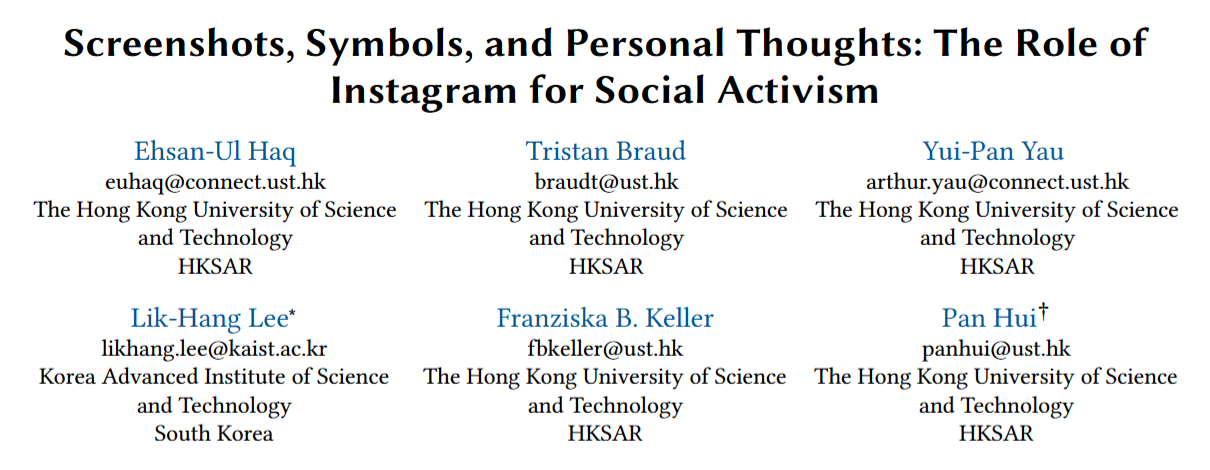 Screenshots, Symbols, and Personal Thoughts: The Role of
Instagram for Social Activism
Ehsan-Ul Haq
euhaq@connect.ust.hk
The Hong Kong University of Science
and Technology
HKSAR
Tristan Braud
braudt@ust.hk
The Hong Kong University of Science
and Technology
HKSAR
Yui-Pan Yau
arthur.yau@connect.ust.hk
The Hong Kong University of Science
and Technology
HKSAR
Lik-Hang Lee*
likhang.lee@kaist.ac.kr
Korea Advanced Institute of Science
and Technology
South Korea
Franziska B. Keller
fbkeller@ust.hk
The Hong Kong University of Science
and Technology
HKSAR
Pan Hui†
panhui@ust.hk
The Hong Kong University of Science
and Technology
HKSAR